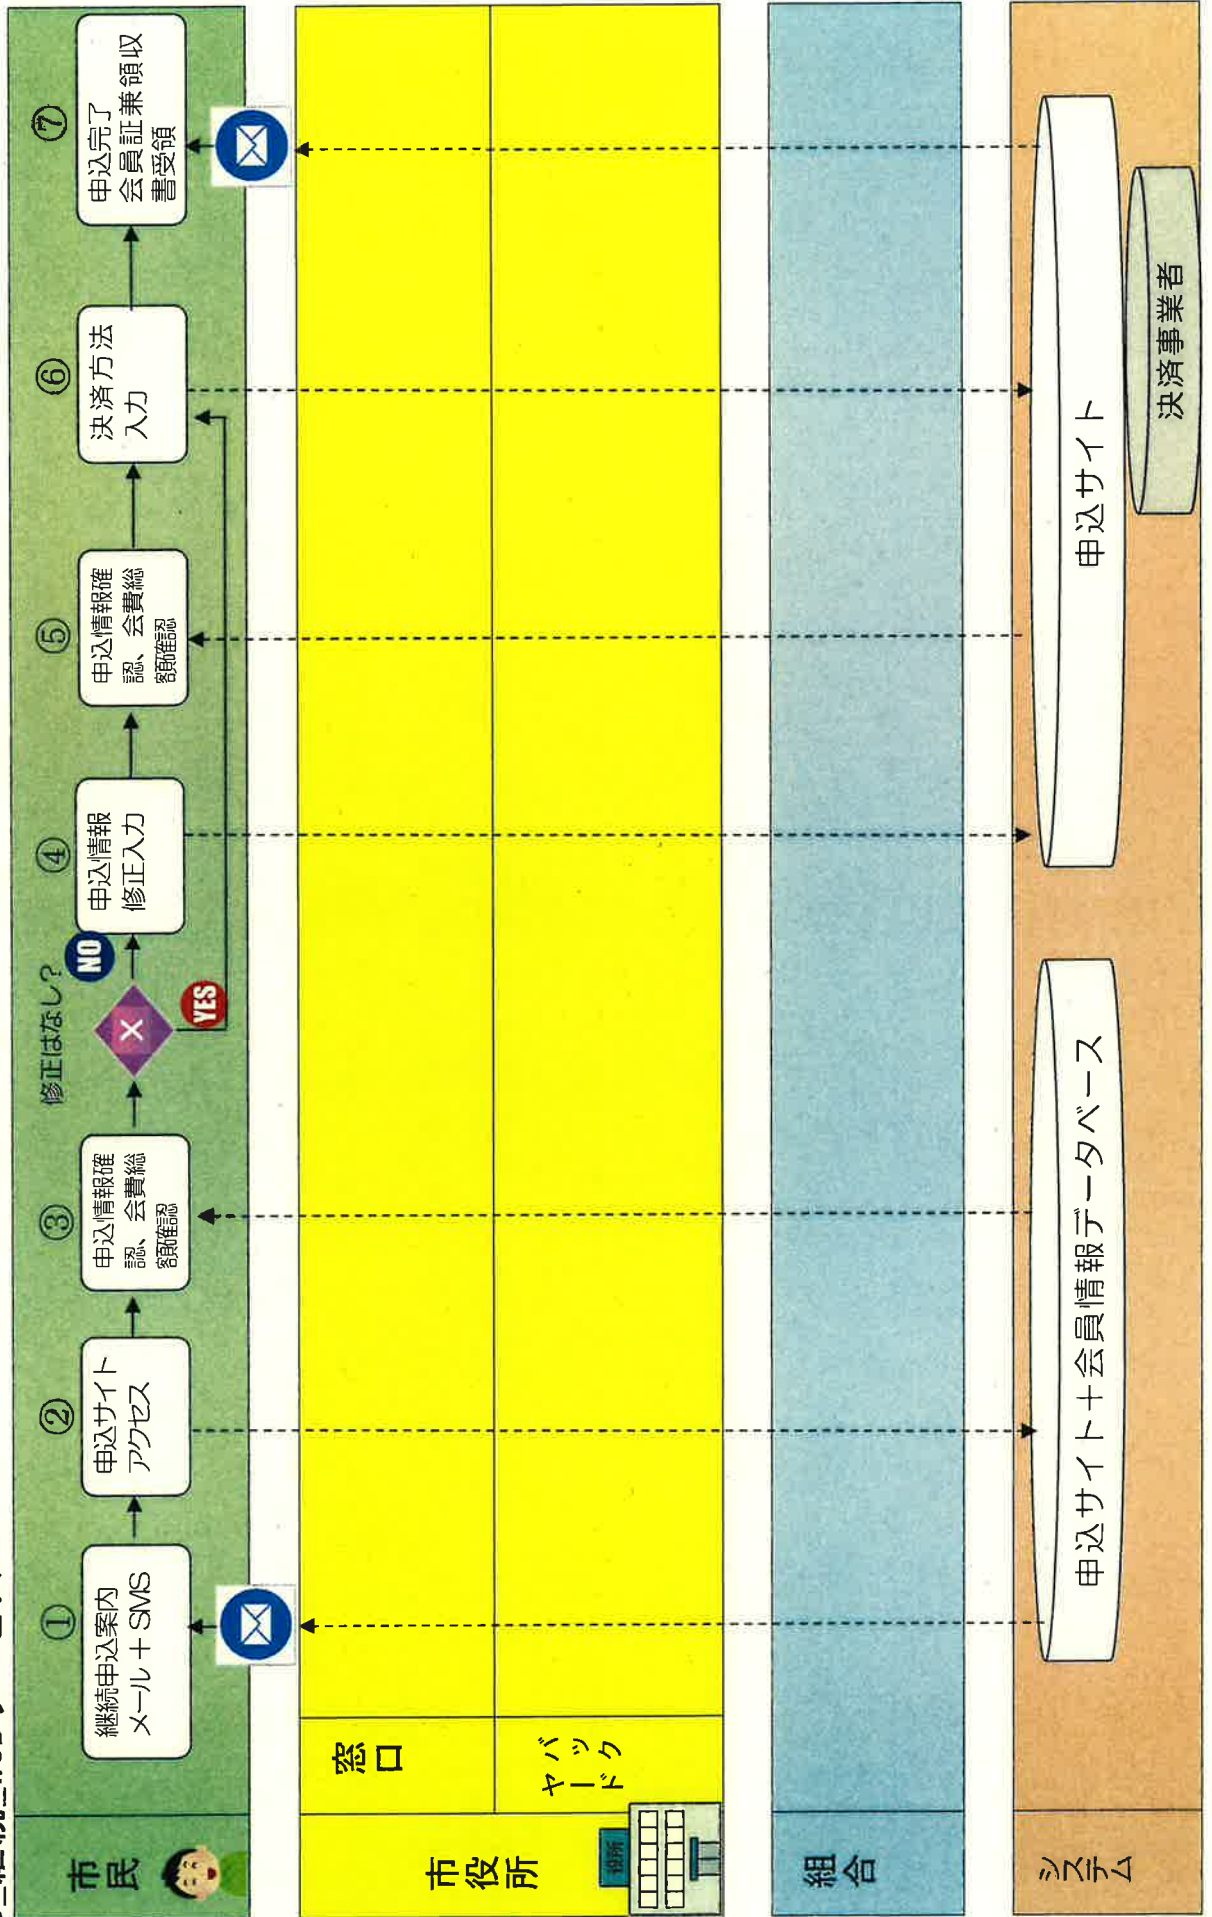 市民
①
継続申込案内
メール＋SMS
②
申込サイト
アクセス
③
申込情報確
認、会費総
額確認
修正はなし？
X
NO
YES
④
申込情報
修正入力
⑤
申込情報確
認、会費総
額確認
⑥
決済方法
入力
⑦
申込完了
会員証兼領収
書受領
市役所
役所
窓口
バック
ヤード
組合
システム
申込サイト＋会員情報データベース
申込サイト
決済事業者